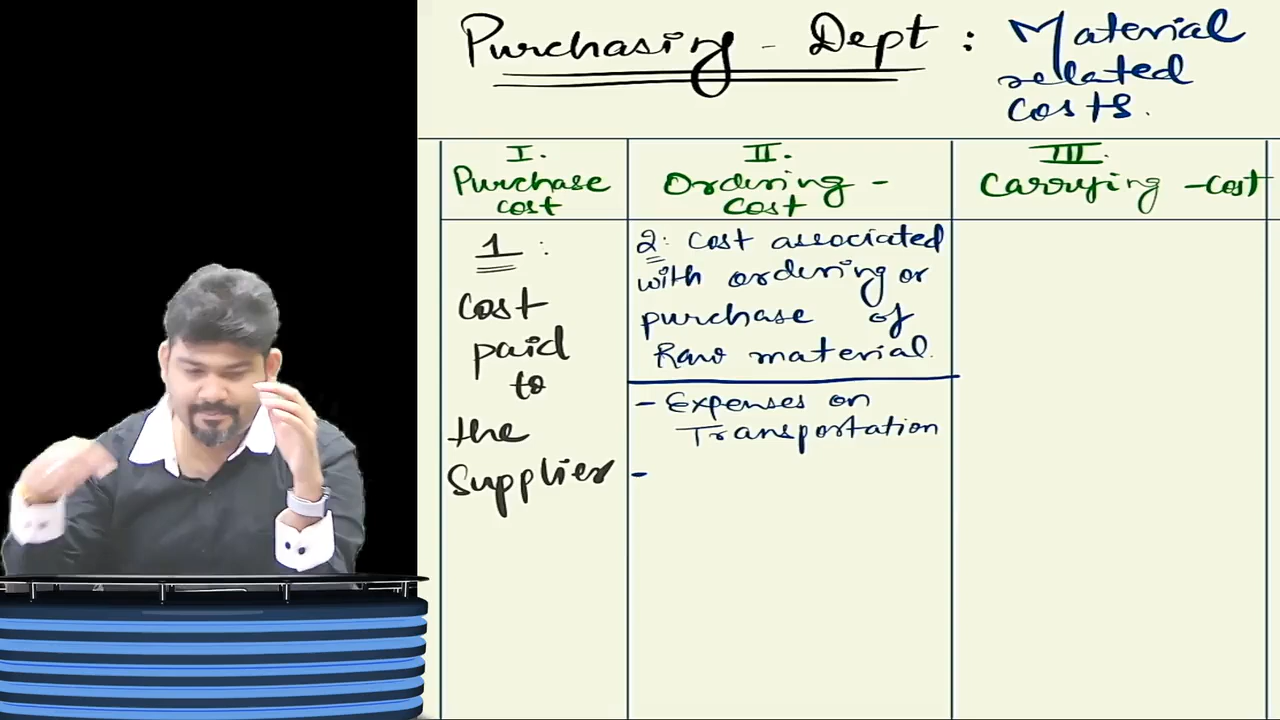 Purchasing - Dept : Material
related
costs.
I.
Purchase
cost
II.
Ordering -
cost
III.
Carrying - cost
1 :
cost
paid
to
the
Supplier
2: cost associated
with ordering or
purchase of
Raw material.
- Expenses on
Transportation
-